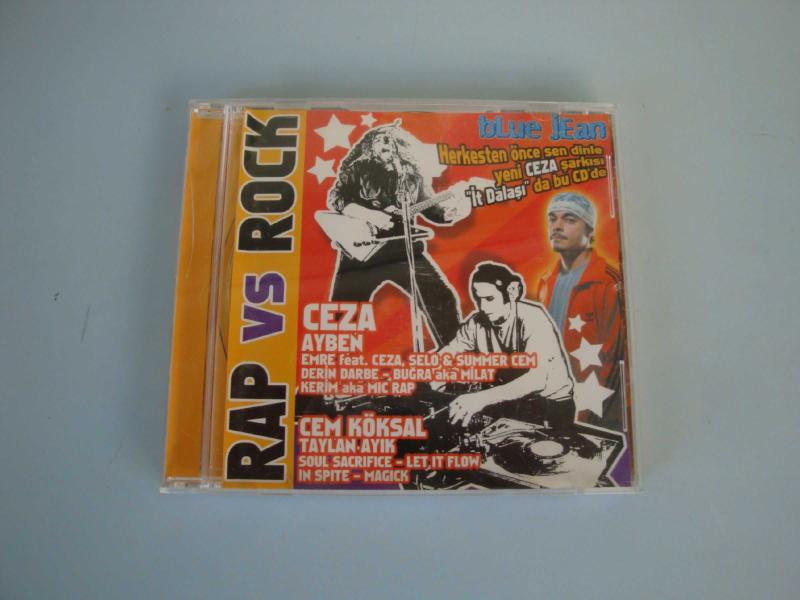 RAP vs ROCK
bLue JEan
Herkesten önce sen dinle
yeni CEZA şarkısı
"İt Dalaşı" da bu CD'de
CEZA
AYBEN
EMRE feat. CEZA, SELO & SUMMER CEM
DERİN DARBE - BUĞRA aka MİLAT
KERİM aka MIC RAP
CEM KÖKSAL
TAYLAN AYIK
SOUL SACRIFICE - LET IT FLOW
IN SPITE - MAGICK